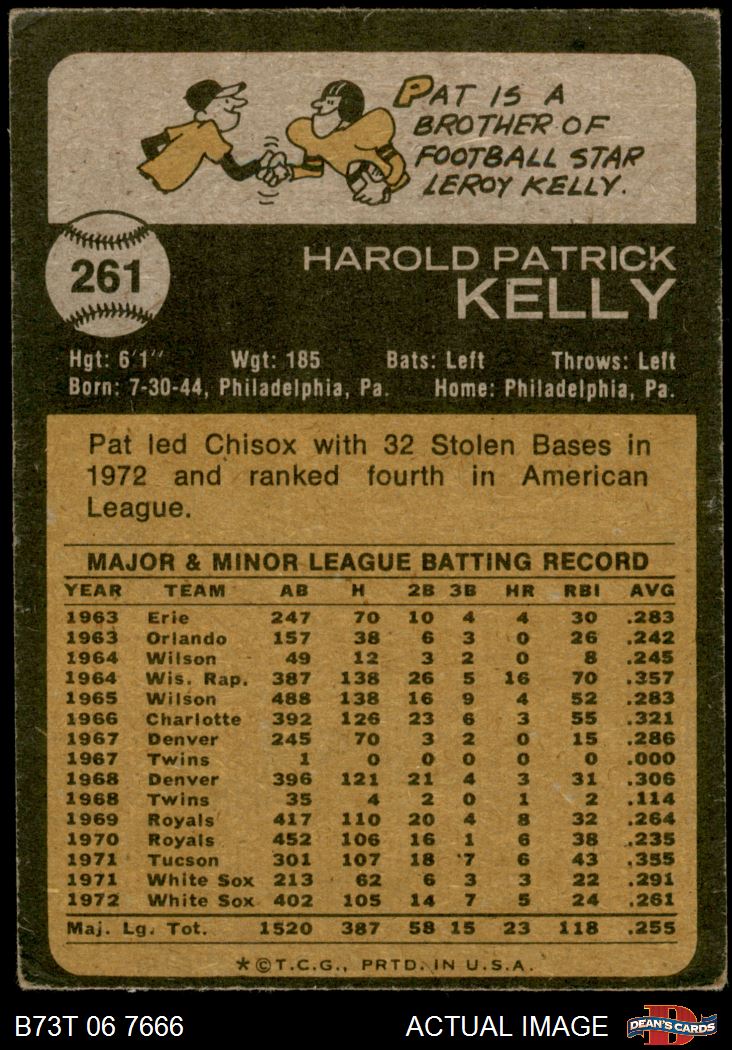 PAT IS A
BROTHER OF
FOOTBALL STAR
LEROY KELLY.
261
HAROLD PATRICK
KELLY
Hgt: 6'1" Wgt: 185 Bats: Left Throws: Left
Born: 7-30-44, Philadelphia, Pa. Home: Philadelphia, Pa.
Pat led Chisox with 32 Stolen Bases in
1972 and ranked fourth in American
League.
MAJOR & MINOR LEAGUE BATTING RECORD
YEAR TEAM AB H 2B 3B HR RBI AVG
1963 Erie 247 70 10 4 4 30 .283
1963 Orlando 157 38 6 3 0 26 .242
1964 Wilson 49 12 3 2 0 8 .245
1964 Wis. Rap. 387 138 26 5 16 70 .357
1965 Wilson 488 138 16 9 4 52 .283
1966 Charlotte 392 126 23 6 3 55 .321
1967 Denver 245 70 3 2 0 15 .286
1967 Twins 1 0 0 0 0 0 .000
1968 Denver 396 121 21 4 3 31 .306
1968 Twins 35 4 2 0 1 2 .114
1969 Royals 417 110 20 4 8 32 .264
1970 Royals 452 106 16 1 6 38 .235
1971 Tucson 301 107 18 7 6 43 .355
1971 White Sox 213 62 6 3 3 22 .291
1972 White Sox 402 105 14 7 5 24 .261
Maj. Lg. Tot. 1520 387 58 15 23 118 .255
*©T.C.G., PRTD. IN U.S.A.
B73T 06 7666 ACTUAL IMAGE D DEAN'S CARDS